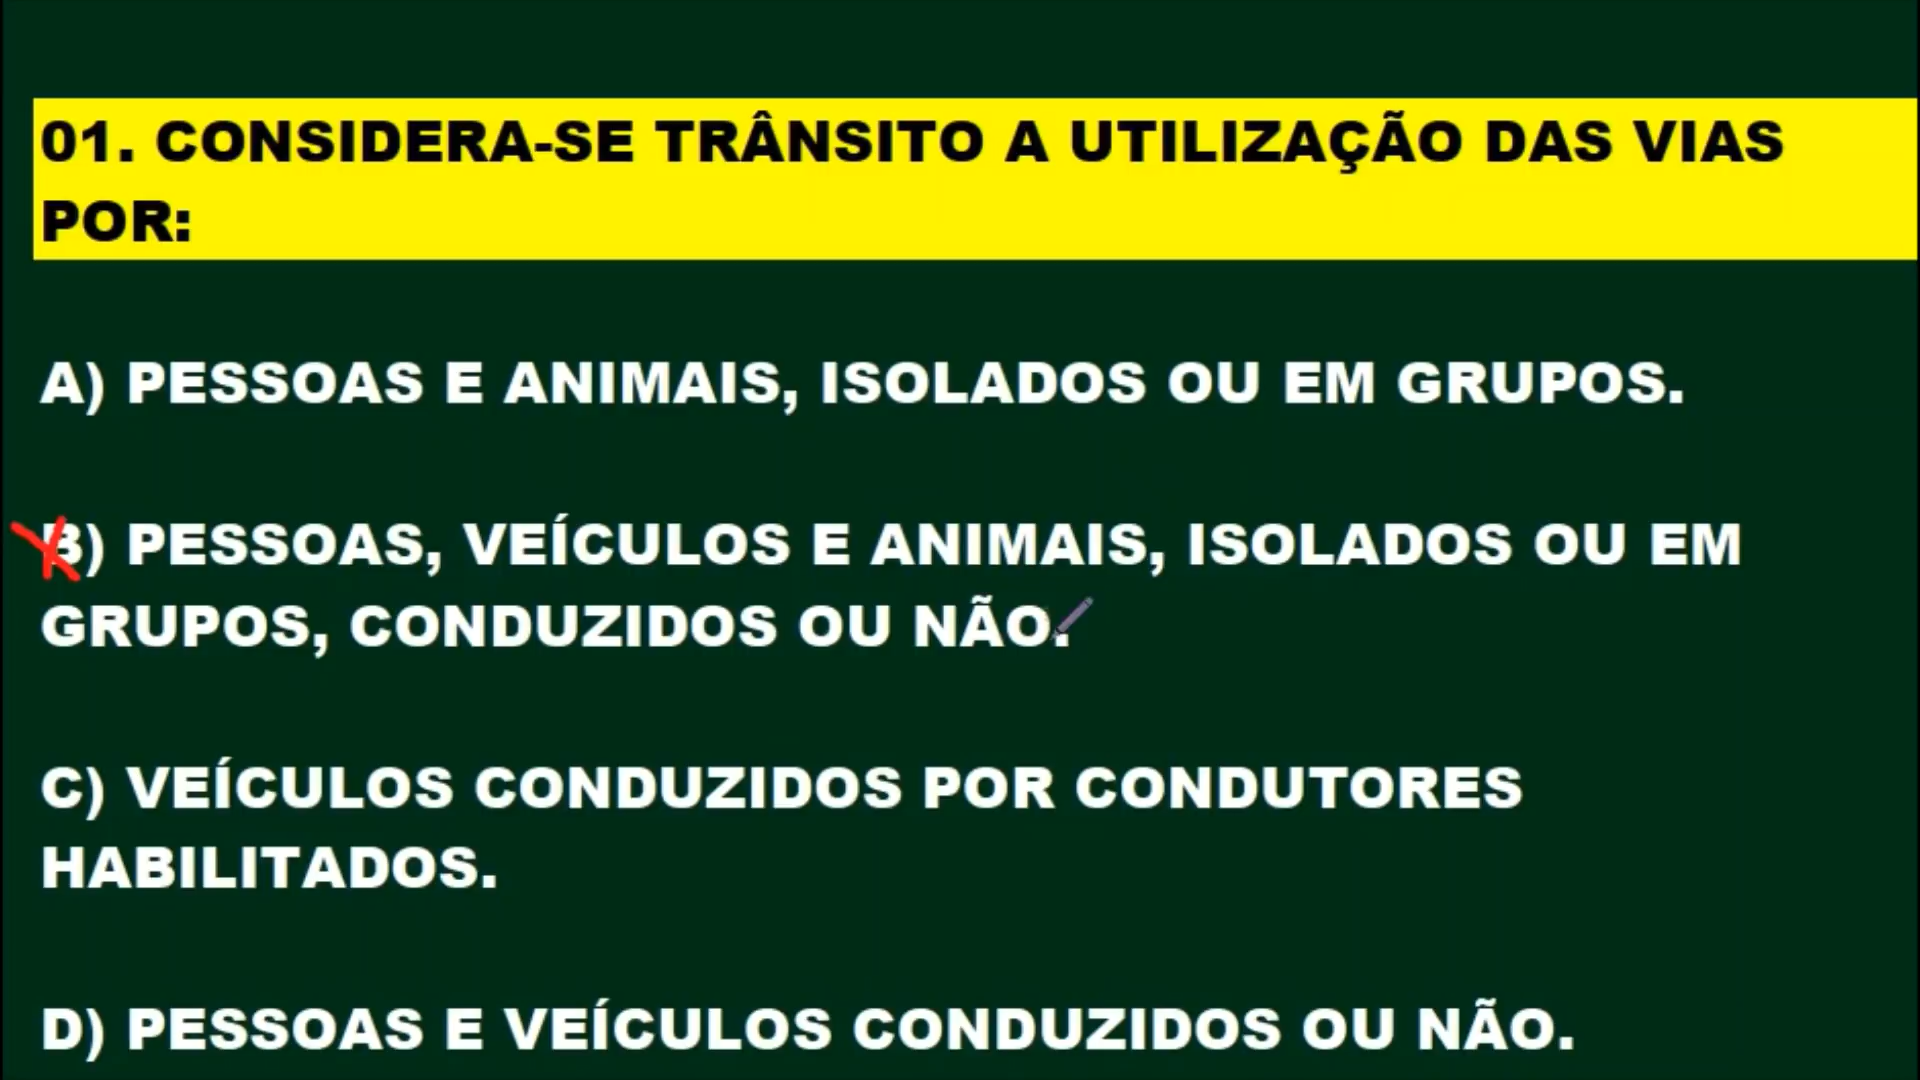 01. CONSIDERA-SE TRÂNSITO A UTILIZAÇÃO DAS VIAS
POR:
A) PESSOAS E ANIMAIS, ISOLADOS OU EM GRUPOS.
B) PESSOAS, VEÍCULOS E ANIMAIS, ISOLADOS OU EM
GRUPOS, CONDUZIDOS OU NÃO.
C) VEÍCULOS CONDUZIDOS POR CONDUTORES
HABILITADOS.
D) PESSOAS E VEÍCULOS CONDUZIDOS OU NÃO.